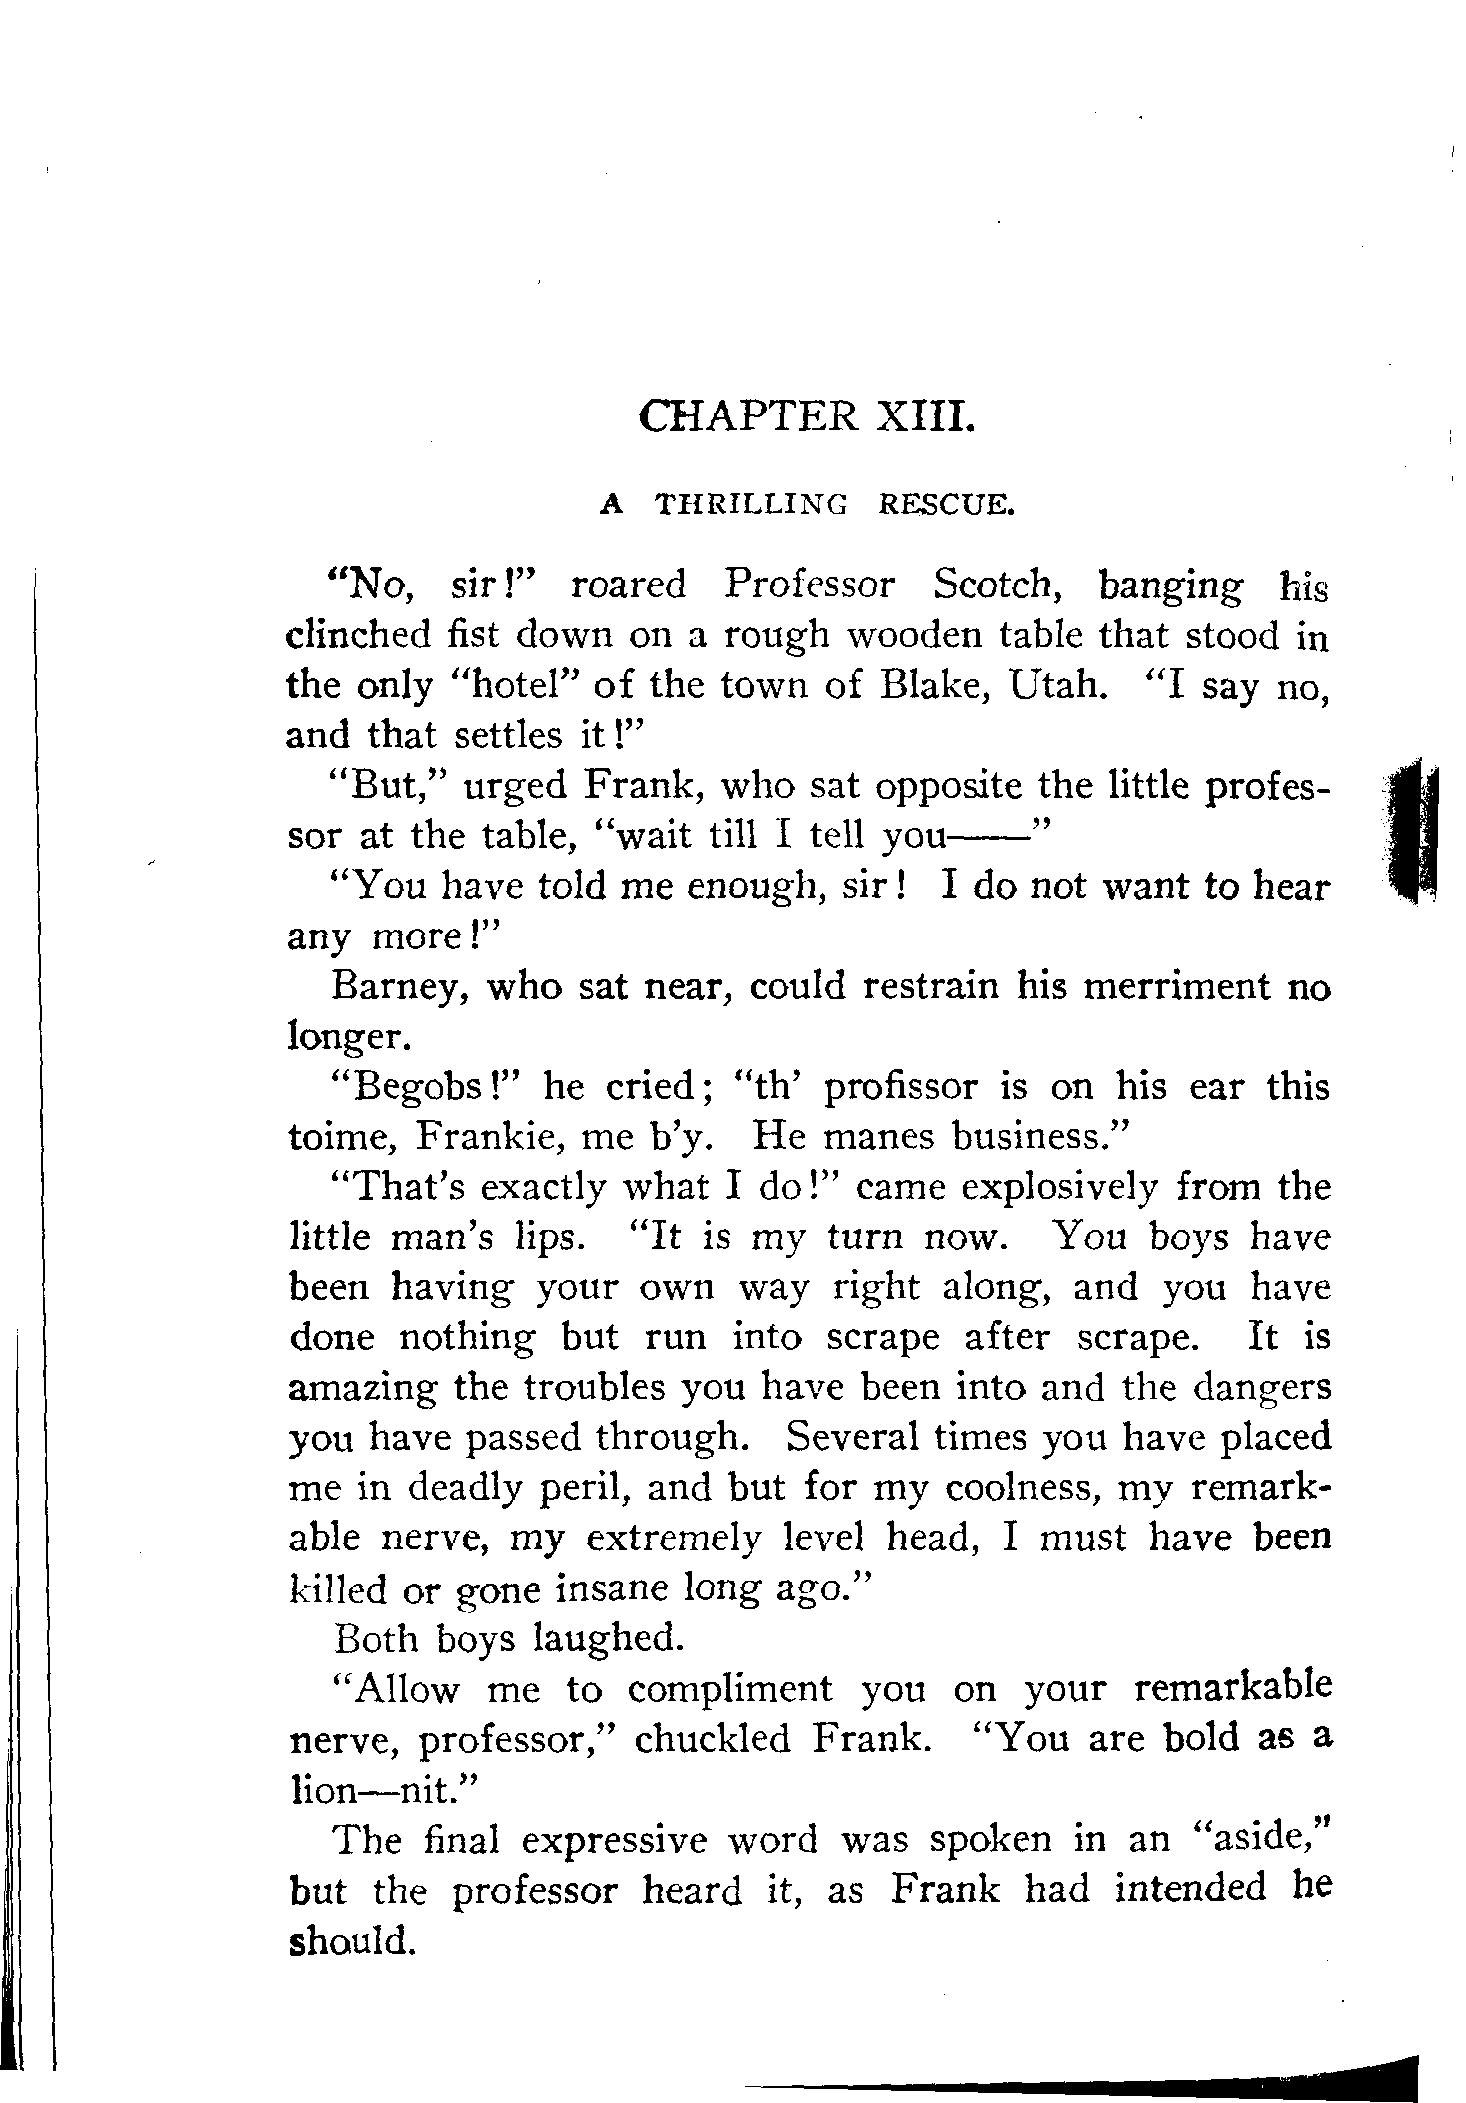 CHAPTER XIII.
A THRILLING RESCUE.
“No, sir!” roared Professor Scotch, banging his
clinched fist down on a rough wooden table that stood in
the only “hotel” of the town of Blake, Utah. “I say no,
and that settles it!”
“But,” urged Frank, who sat opposite the little profes-
sor at the table, “wait till I tell you——”
“You have told me enough, sir! I do not want to hear
any more!”
Barney, who sat near, could restrain his merriment no
longer.
“Begobs!” he cried; “th’ profissor is on his ear this
toime, Frankie, me b’y. He manes business.”
“That’s exactly what I do!” came explosively from the
little man’s lips. “It is my turn now. You boys have
been having your own way right along, and you have
done nothing but run into scrape after scrape. It is
amazing the troubles you have been into and the dangers
you have passed through. Several times you have placed
me in deadly peril, and but for my coolness, my remark-
able nerve, my extremely level head, I must have been
killed or gone insane long ago.”
Both boys laughed.
“Allow me to compliment you on your remarkable
nerve, professor,” chuckled Frank. “You are bold as a
lion—nit.”
The final expressive word was spoken in an “aside,”
but the professor heard it, as Frank had intended he
should.